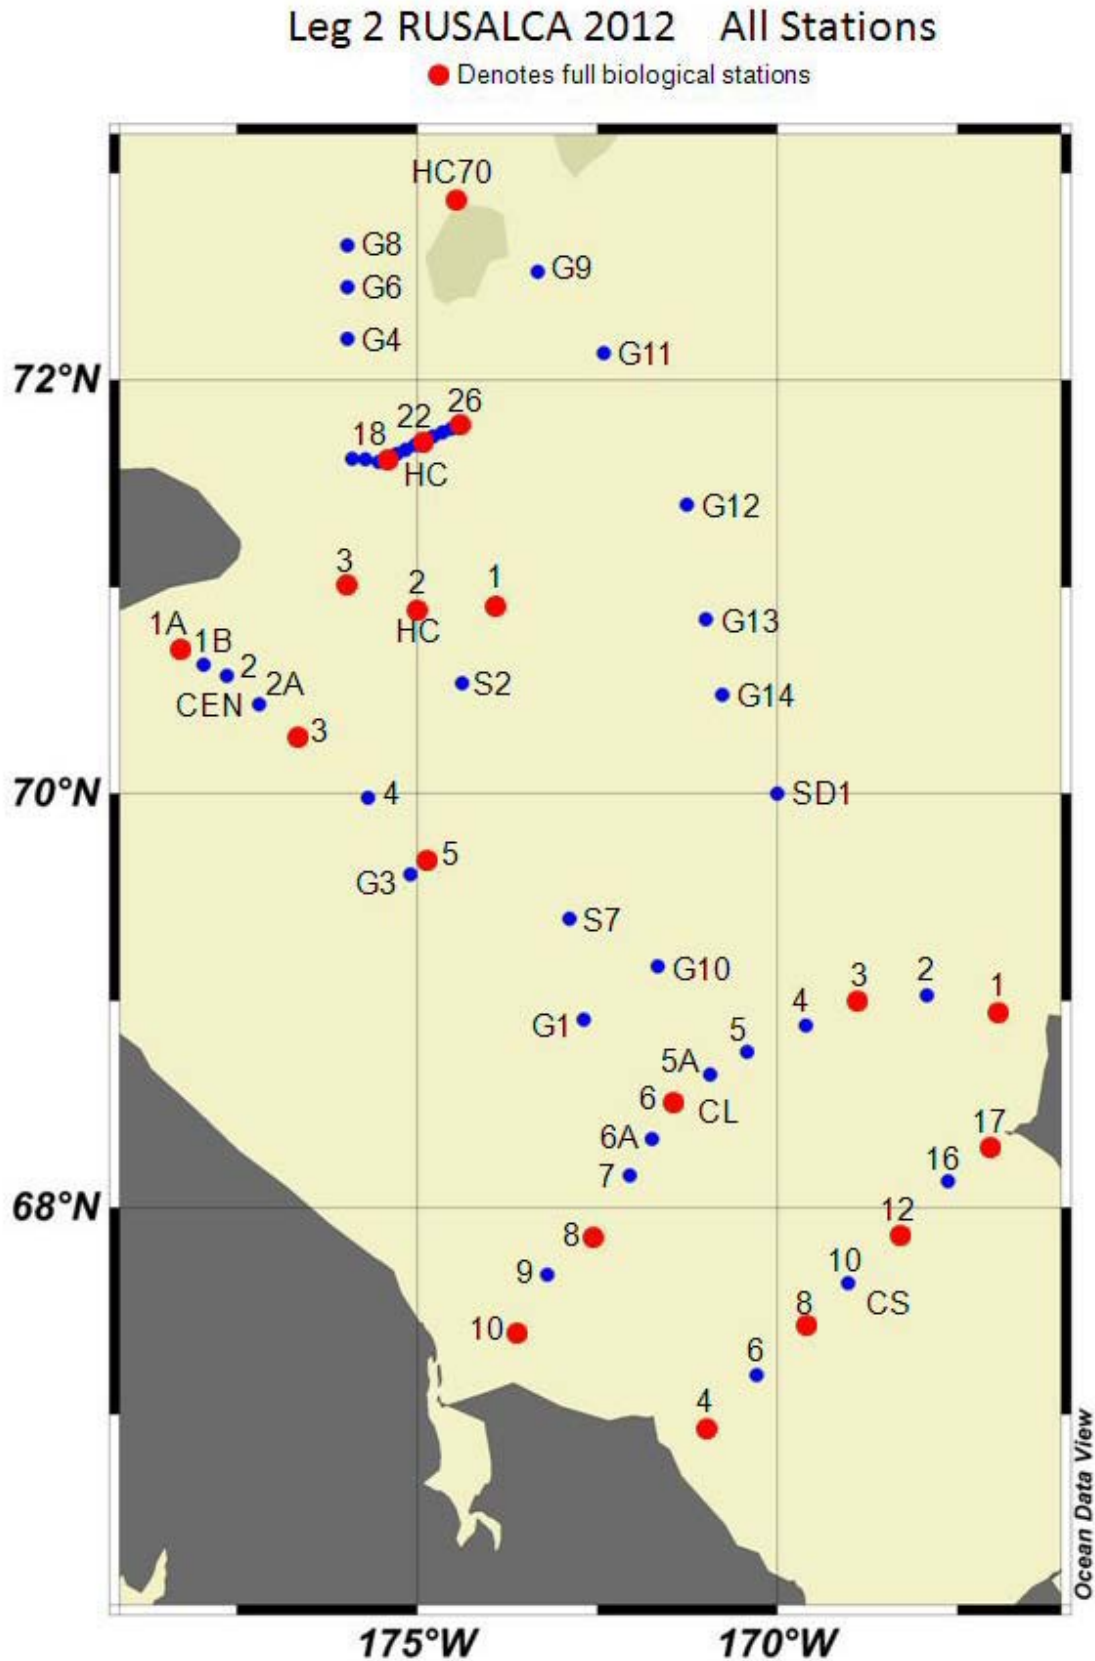 Leg 2 RUSALCA 2012 All Stations
Denotes full biological stations
HC70
G8
G9
G6
G4
G11
72°N
26
22
18
HC
G12
3
2
1
HC
1A
1B
2
2A
CEN
3
S2
G13
G14
70°N
4
SD1
5
G3
S7
G10
G1
3
2
1
4
5
5A
6
CL
6A
7
17
16
68°N
8
12
9
10
CS
8
10
6
4
175°W
170°W
Ocean Data View